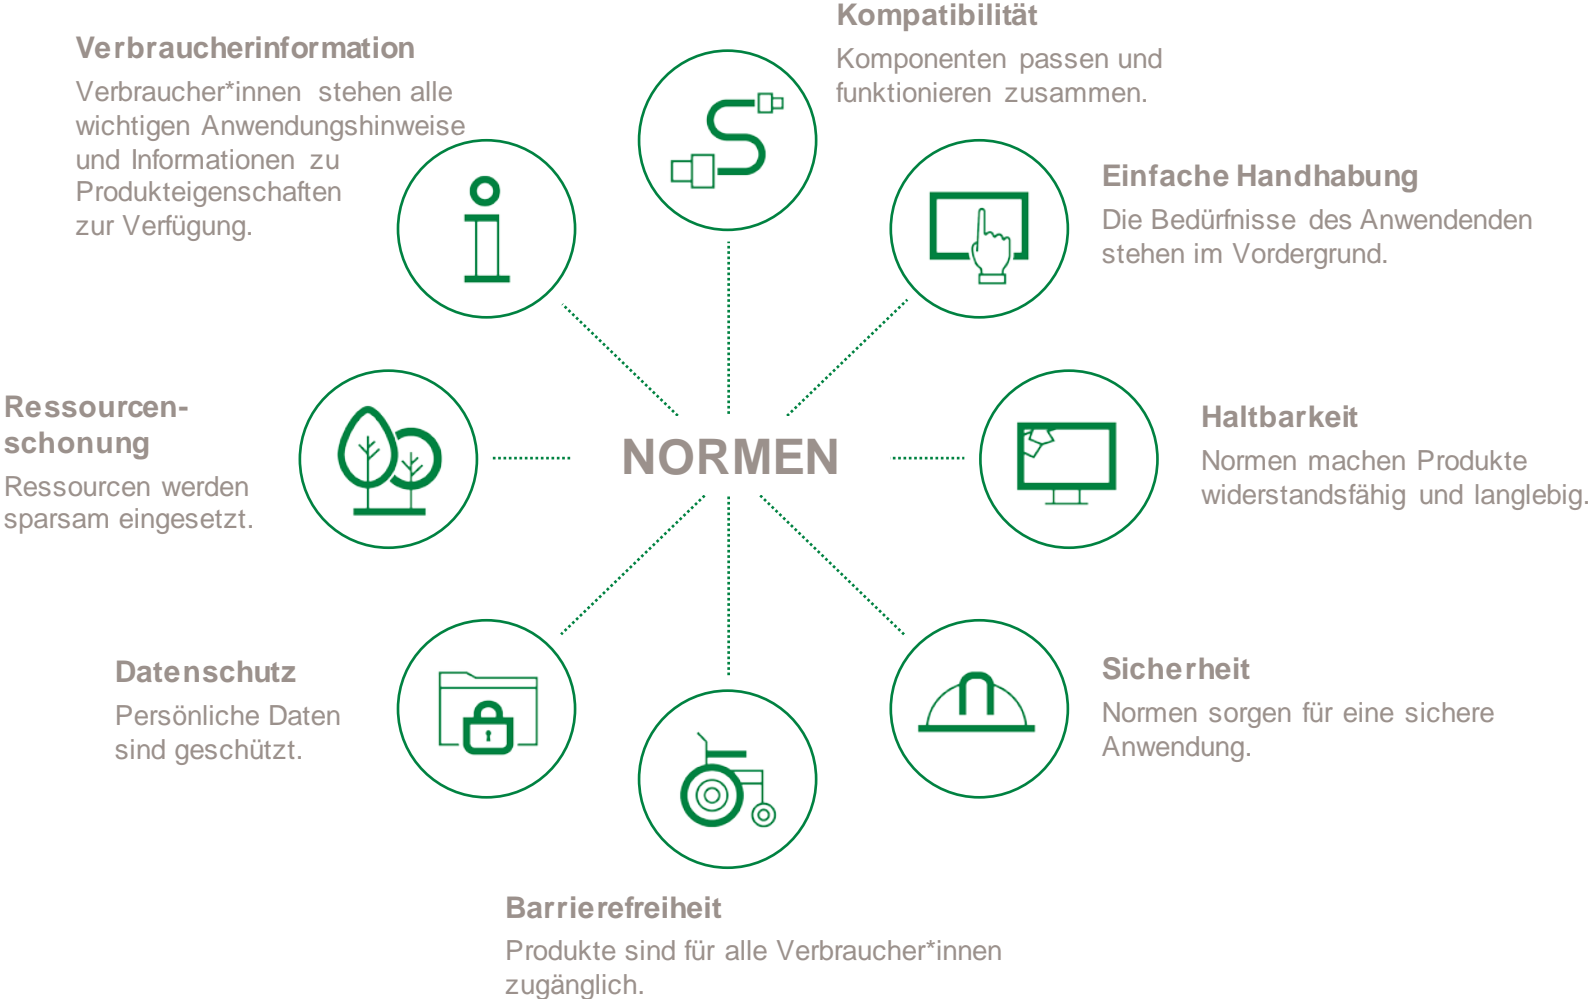 Kompatibilität
Komponenten passen und
funktionieren zusammen.
Verbraucherinformation
Verbraucher*innen stehen alle
wichtigen Anwendungshinweise
und Informationen zu
Produkteigenschaften
zur Verfügung.
Einfache Handhabung
Die Bedürfnisse des Anwendenden
stehen im Vordergrund.
Ressourcen-
schonung
Ressourcen werden
sparsam eingesetzt.
NORMEN
Haltbarkeit
Normen machen Produkte
widerstandsfähig und langlebig.
Datenschutz
Persönliche Daten
sind geschützt.
Sicherheit
Normen sorgen für eine sichere
Anwendung.
Barrierefreiheit
Produkte sind für alle Verbraucher*innen
zugänglich.